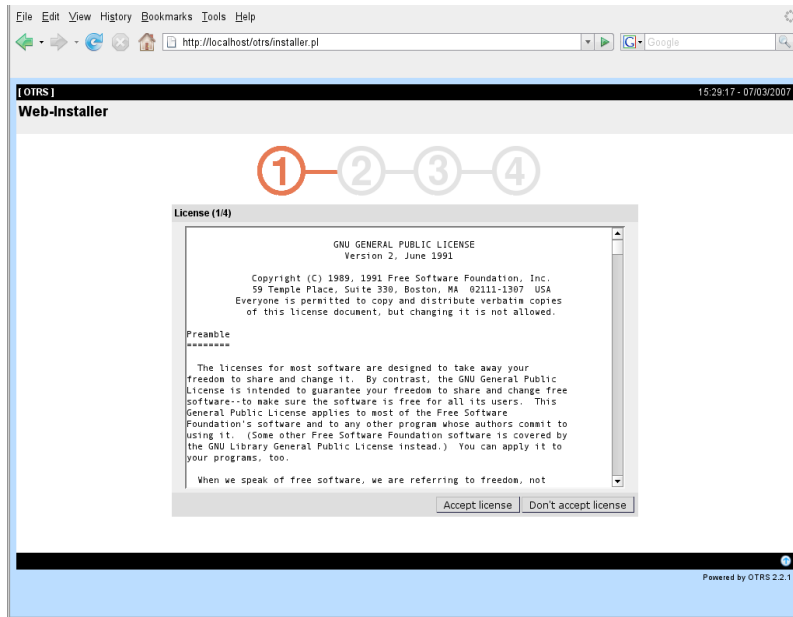 File Edit View History Bookmarks Tools Help
http://localhost/otrs/installer.pl
G Google
[ OTRS ] 15:29:17 - 07/03/2007
Web-Installer
1 2 3 4
License (1/4)
GNU GENERAL PUBLIC LICENSE
Version 2, June 1991
Copyright (C) 1989, 1991 Free Software Foundation, Inc.
59 Temple Place, Suite 330, Boston, MA 02111-1307 USA
Everyone is permitted to copy and distribute verbatim copies
of this license document, but changing it is not allowed.
Preamble
========
The licenses for most software are designed to take away your
freedom to share and change it. By contrast, the GNU General Public
License is intended to guarantee your freedom to share and change free
software--to make sure the software is free for all its users. This
General Public License applies to most of the Free Software
Foundation's software and to any other program whose authors commit to
using it. (Some other Free Software Foundation software is covered by
the GNU Library General Public License instead.) You can apply it to
your programs, too.
When we speak of free software, we are referring to freedom, not
Accept license Don't accept license
Powered by OTRS 2.2.1